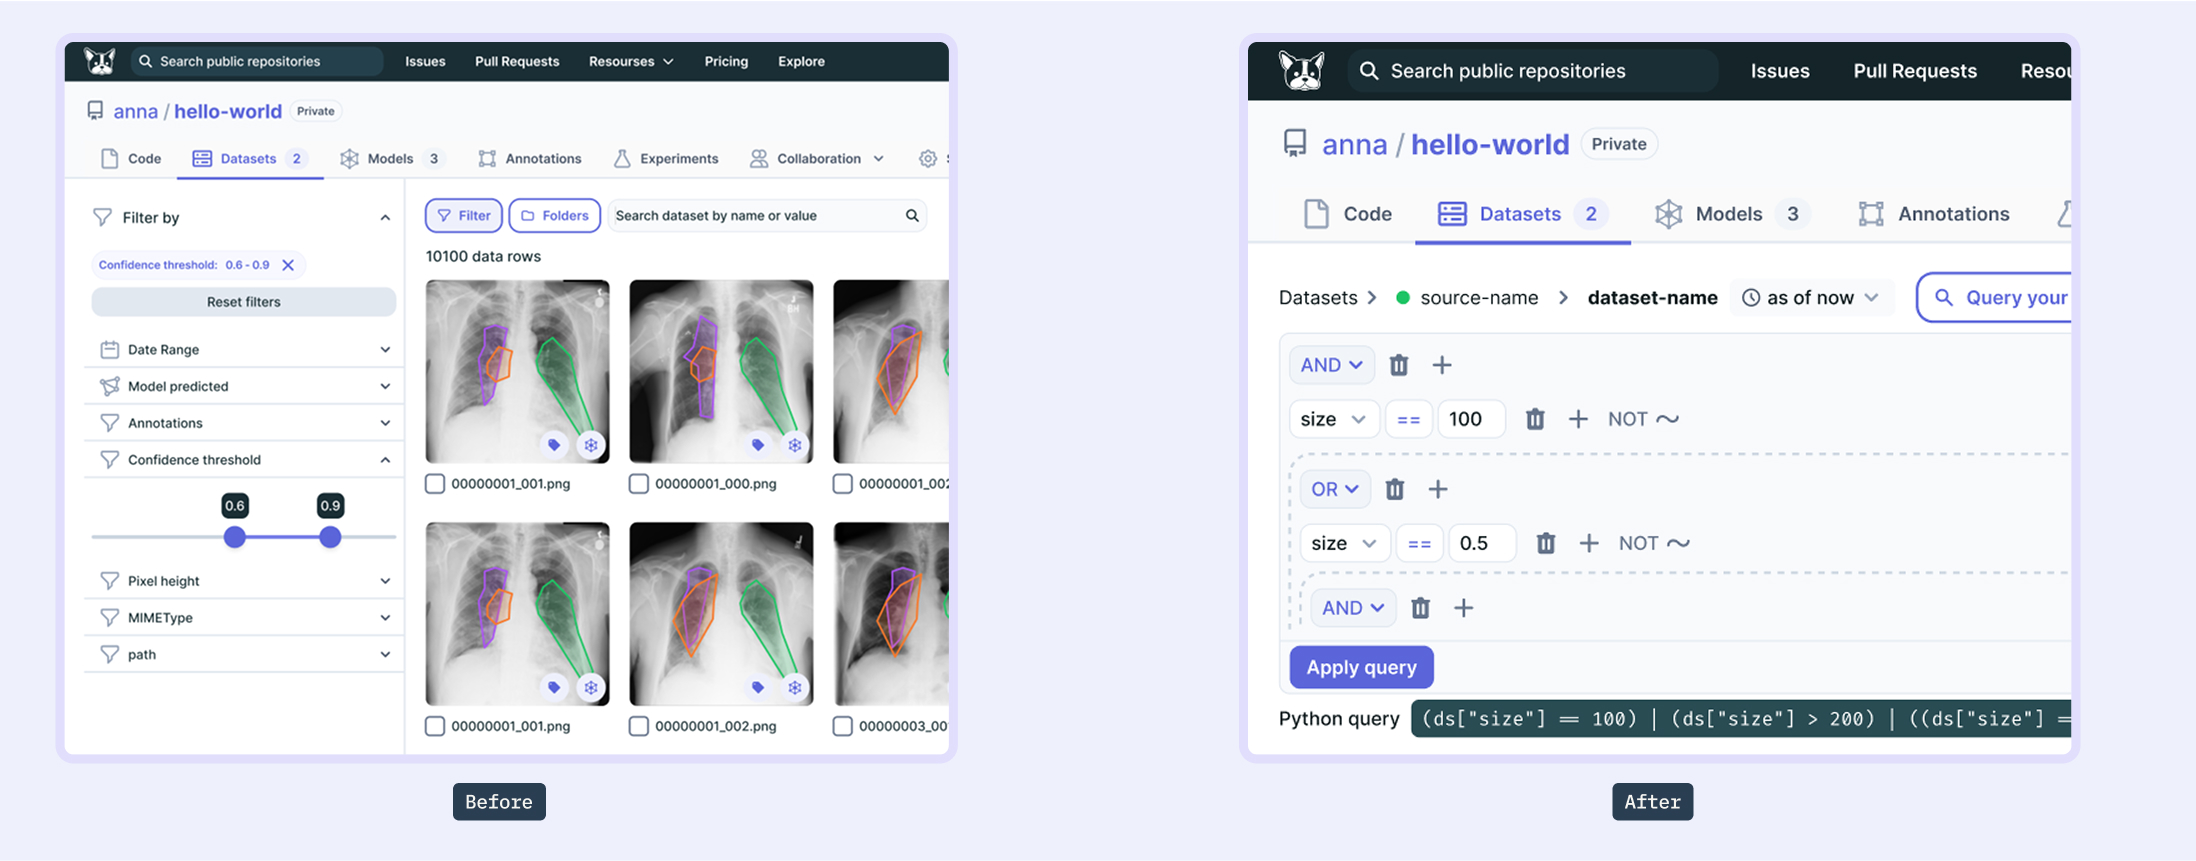 Search public repositories Issues Pull Requests Resourses Pricing Explore
anna / hello-world Private
Code Datasets 2 Models 3 Annotations Experiments Collaboration
Filter by
Confidence threshold: 0.6 - 0.9
Reset filters
Date Range
Model predicted
Annotations
Confidence threshold
0.6 0.9
Pixel height
MIMEType
path
Filter Folders Search dataset by name or value
10100 data rows
00000001_001.png 00000001_000.png 00000001_002
00000001_001.png 00000001_002.png 00000003_00
Before
Search public repositories Issues Pull Requests Resou
anna / hello-world Private
Code Datasets 2 Models 3 Annotations
Datasets > source-name > dataset-name as of now Query your
AND
size == 100 NOT
OR
size == 0.5 NOT
AND
Apply query
Python query (ds["size"] == 100) | (ds["size"] > 200) | ((ds["size"] ==
After